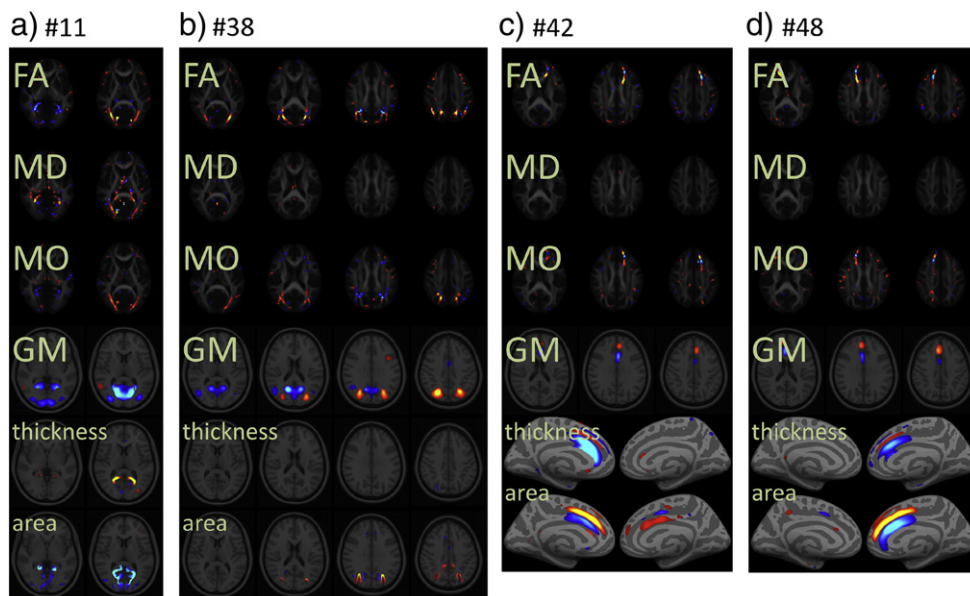 a) #11
FA
MD
MO
GM
thickness
area
b) #38
FA
MD
MO
GM
thickness
area
c) #42
FA
MD
MO
GM
thickness
area
d) #48
FA
MD
MO
GM
thickness
area